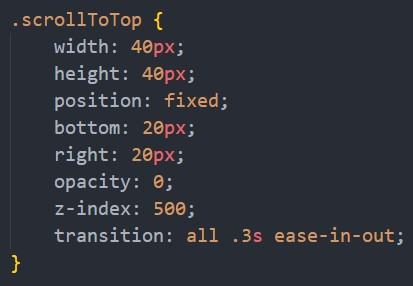 .scrollToTop {
    width: 40px;
    height: 40px;
    position: fixed;
    bottom: 20px;
    right: 20px;
    opacity: 0;
    z-index: 500;
    transition: all .3s ease-in-out;
}